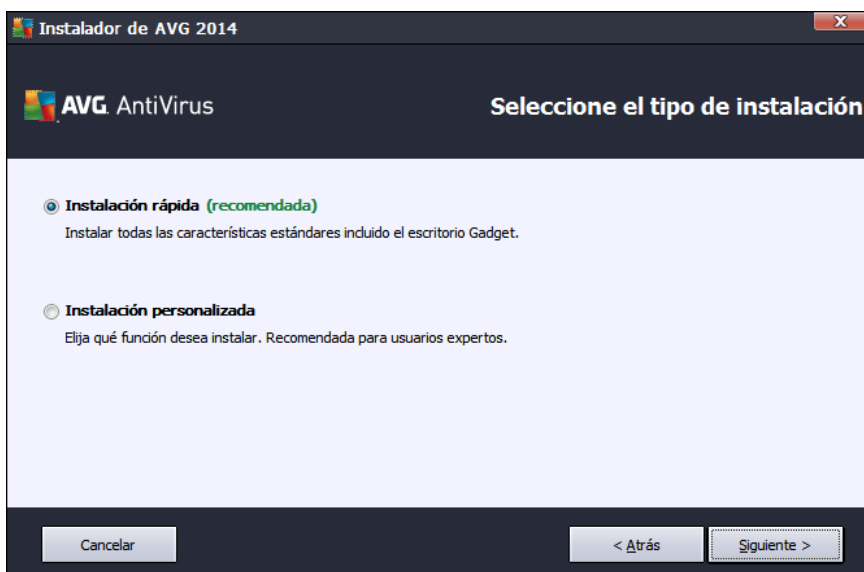 Instalador de AVG 2014
X
AVG. AntiVirus
Seleccione el tipo de instalación
Instalación rápida (recomendada)
Instalar todas las características estándares incluido el escritorio Gadget.
Instalación personalizada
Elija qué función desea instalar. Recomendada para usuarios expertos.
Cancelar
< Atrás
Siguiente >